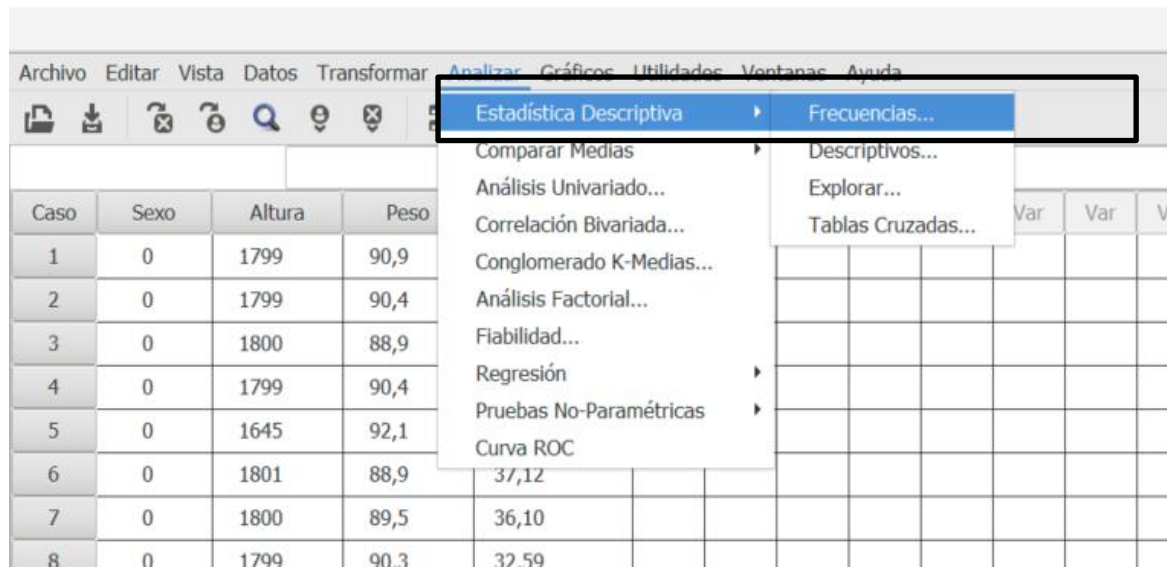 Archivo Editar Vista Datos Transformar Analizar Gráficos Utilidades Ventanas Ayuda
Estadística Descriptiva
Frecuencias...
Comparar Medias
Descriptivos...
Análisis Univariado...
Explorar...
Correlación Bivariada...
Tablas Cruzadas...
Conglomerado K-Medias...
Análisis Factorial...
Fiabilidad...
Regresión
Pruebas No-Paramétricas
Curva ROC
Caso Sexo Altura Peso Var Var V
1 0 1799 90,9
2 0 1799 90,4
3 0 1800 88,9
4 0 1799 90,4
5 0 1645 92,1
6 0 1801 88,9 37,12
7 0 1800 89,5 36,10
8 0 1799 90,3 32,59